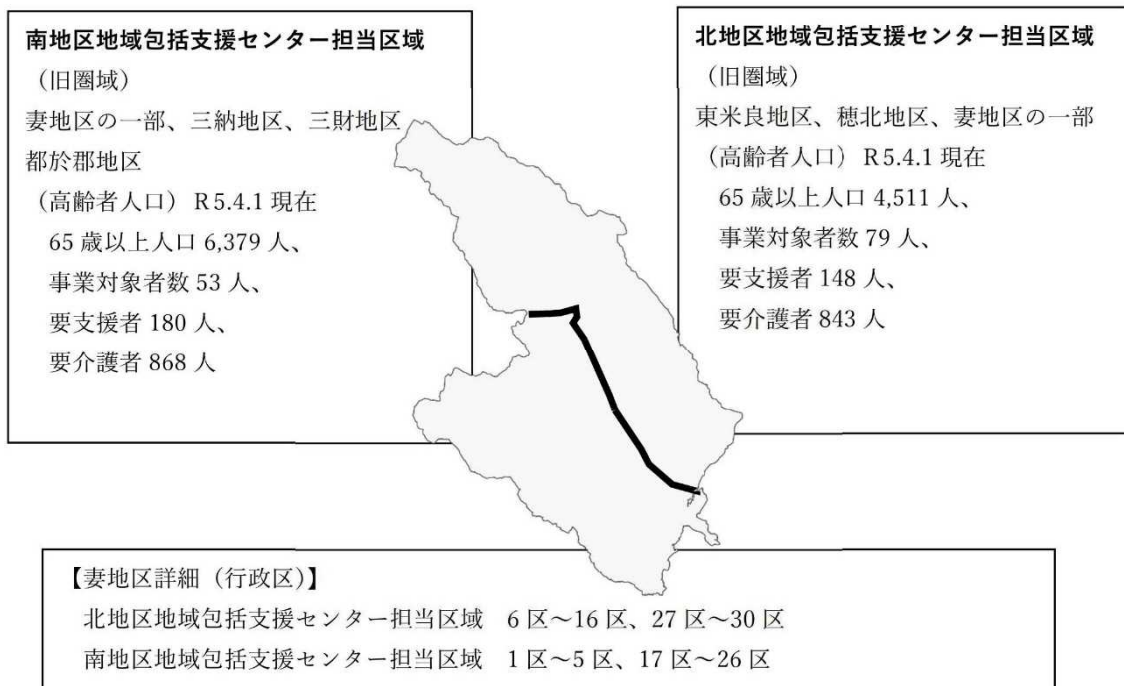 南地区地域包括支援センター担当区域
（旧圏域）
妻地区の一部、三納地区、三財地区
都於郡地区
（高齢者人口）Ｒ5.4.1 現在
65 歳以上人口 6,379 人、
事業対象者数 53 人、
要支援者 180 人、
要介護者 868 人
北地区地域包括支援センター担当区域
（旧圏域）
東米良地区、穂北地区、妻地区の一部
（高齢者人口）Ｒ5.4.1 現在
65 歳以上人口 4,511 人、
事業対象者数 79 人、
要支援者 148 人、
要介護者 843 人
【妻地区詳細（行政区）】
北地区地域包括支援センター担当区域　6 区～16 区、27 区～30 区
南地区地域包括支援センター担当区域　1 区～5 区、17 区～26 区